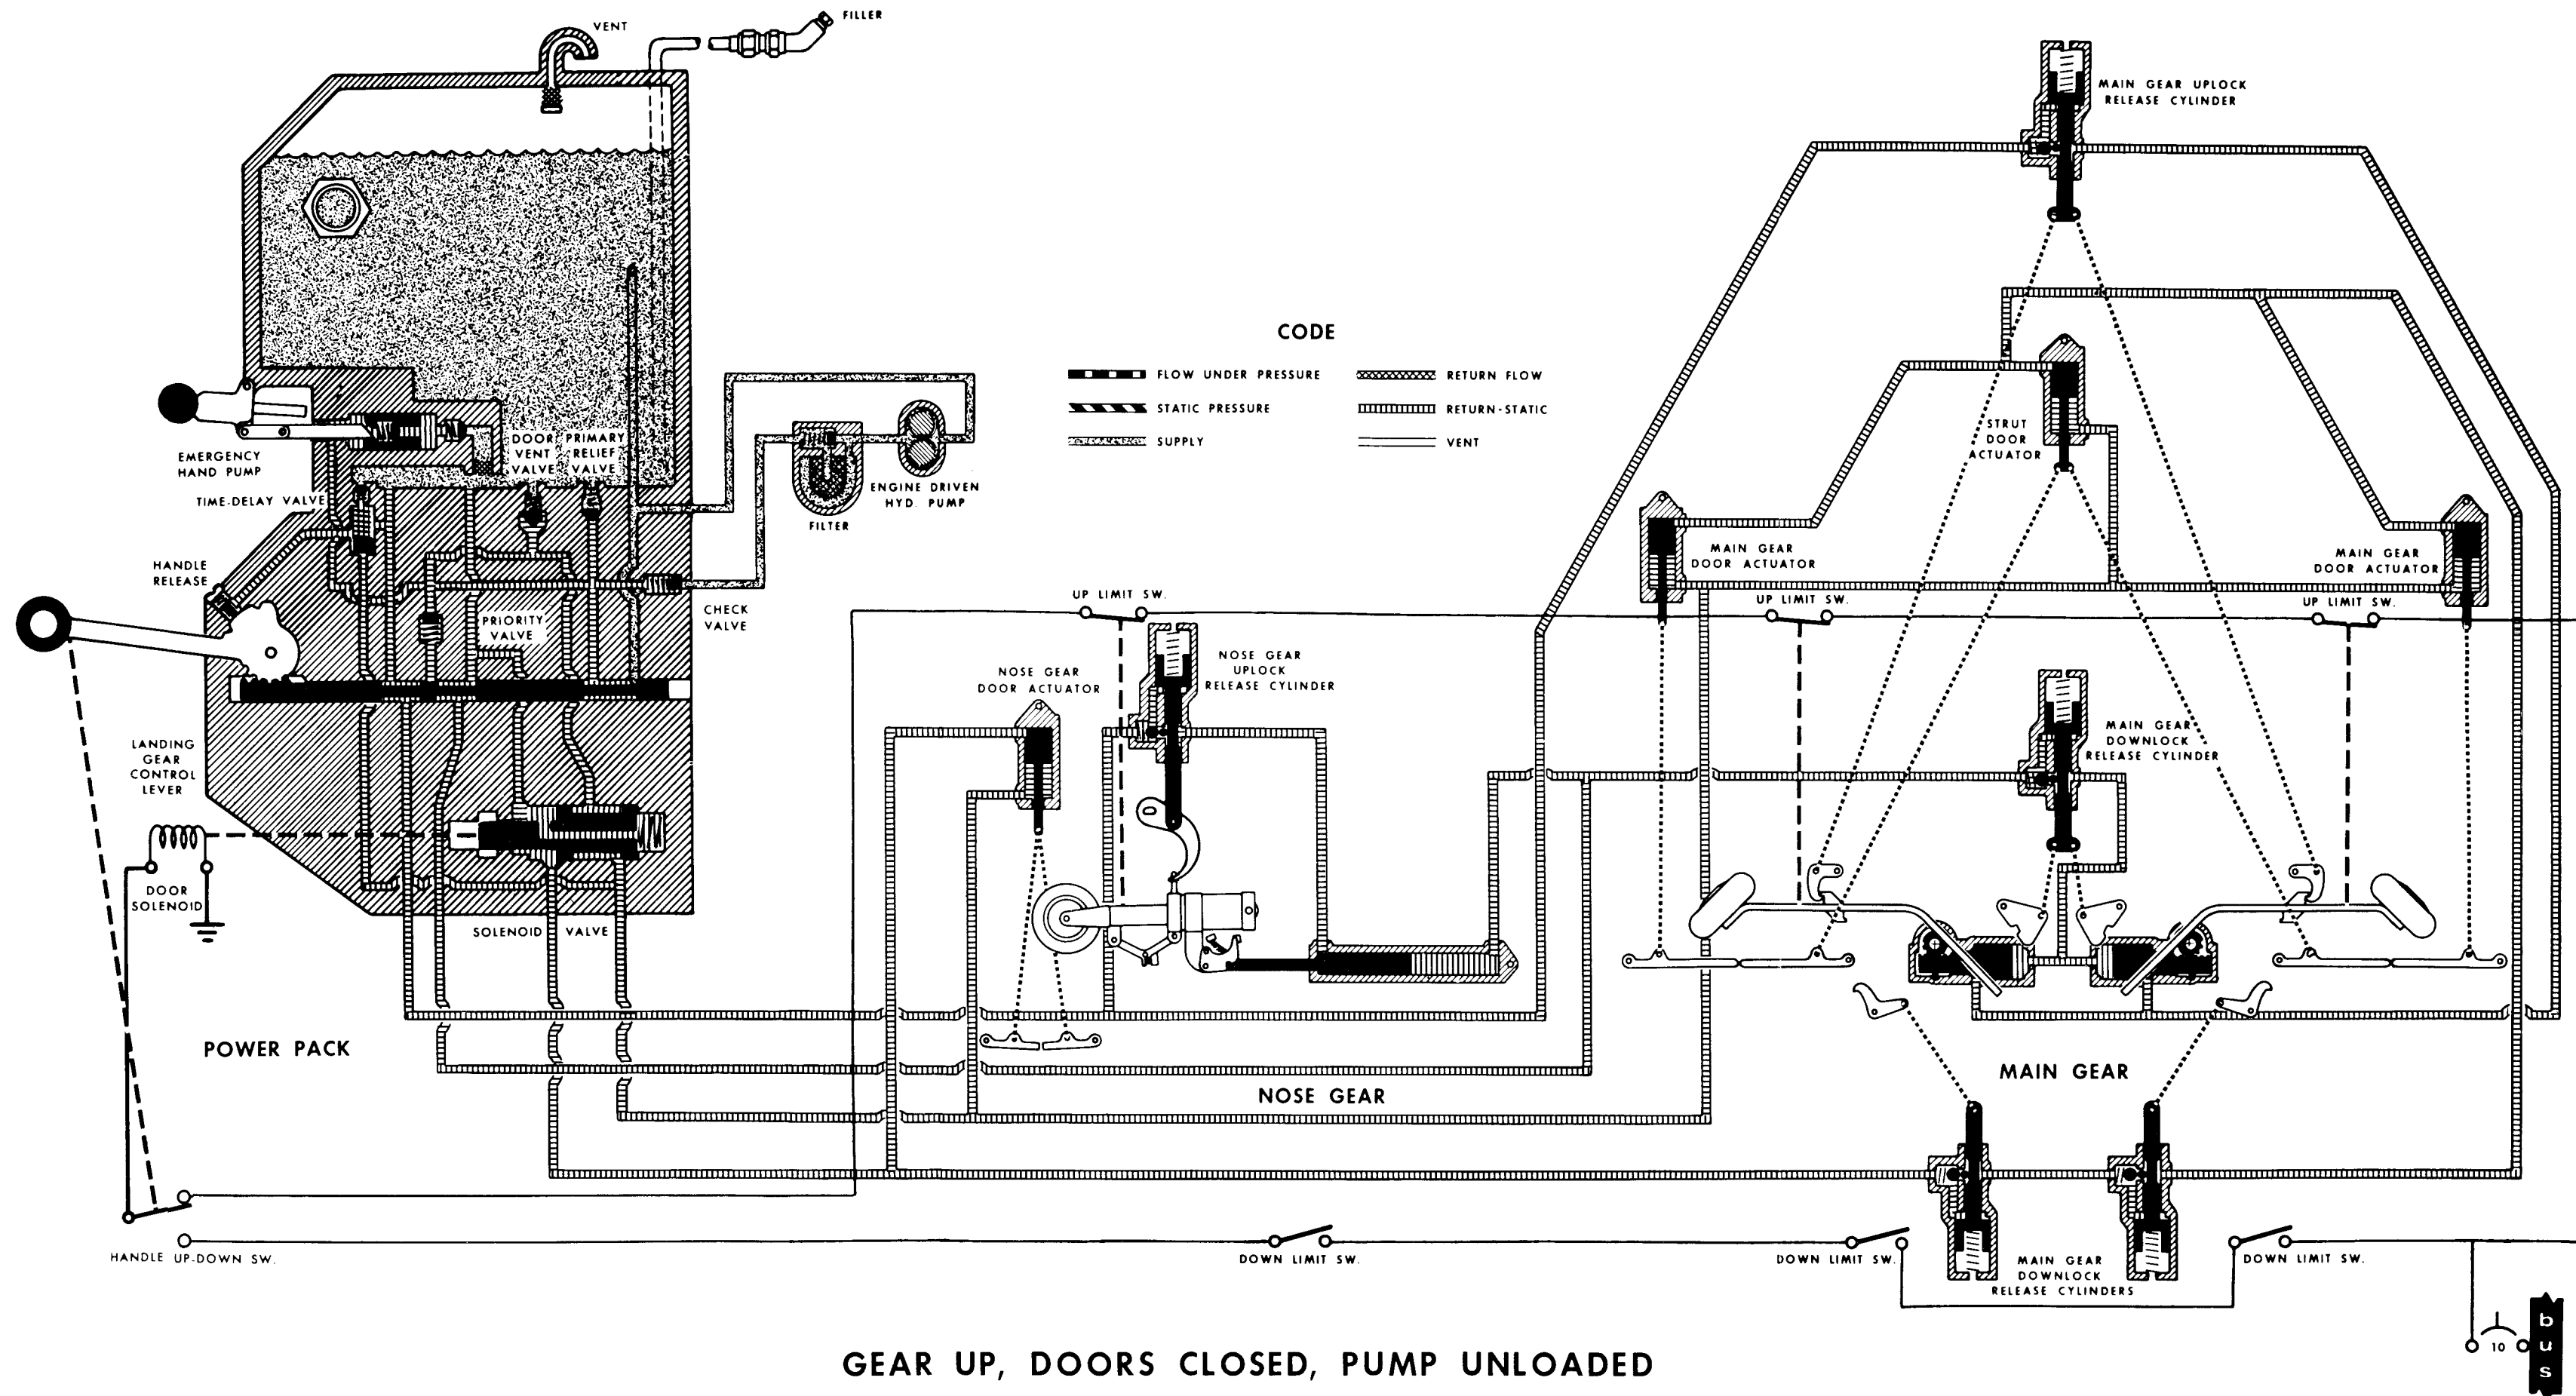 VENT
FILLER
MAIN GEAR UPLOCK
RELEASE CYLINDER
CODE
FLOW UNDER PRESSURE
RETURN FLOW
STATIC PRESSURE
RETURN-STATIC
SUPPLY
VENT
STRUT
DOOR
ACTUATOR
EMERGENCY
HAND PUMP
DOOR
VENT
VALVE
PRIMARY
RELIEF
VALVE
TIME-DELAY VALVE
FILTER
ENGINE DRIVEN
HYD. PUMP
HANDLE
RELEASE
PRIORITY
VALVE
CHECK
VALVE
MAIN GEAR
DOOR ACTUATOR
MAIN GEAR
DOOR ACTUATOR
UP LIMIT SW.
UP LIMIT SW.
UP LIMIT SW.
NOSE GEAR
DOOR ACTUATOR
NOSE GEAR
UPLOCK
RELEASE CYLINDER
MAIN GEAR
DOWNLOCK
RELEASE CYLINDER
LANDING
GEAR
CONTROL
LEVER
DOOR
SOLENOID
SOLENOID VALVE
POWER PACK
NOSE GEAR
MAIN GEAR
HANDLE UP-DOWN SW.
DOWN LIMIT SW.
DOWN LIMIT SW.
MAIN GEAR
DOWNLOCK
RELEASE CYLINDERS
DOWN LIMIT SW.
10
bus
GEAR UP, DOORS CLOSED, PUMP UNLOADED